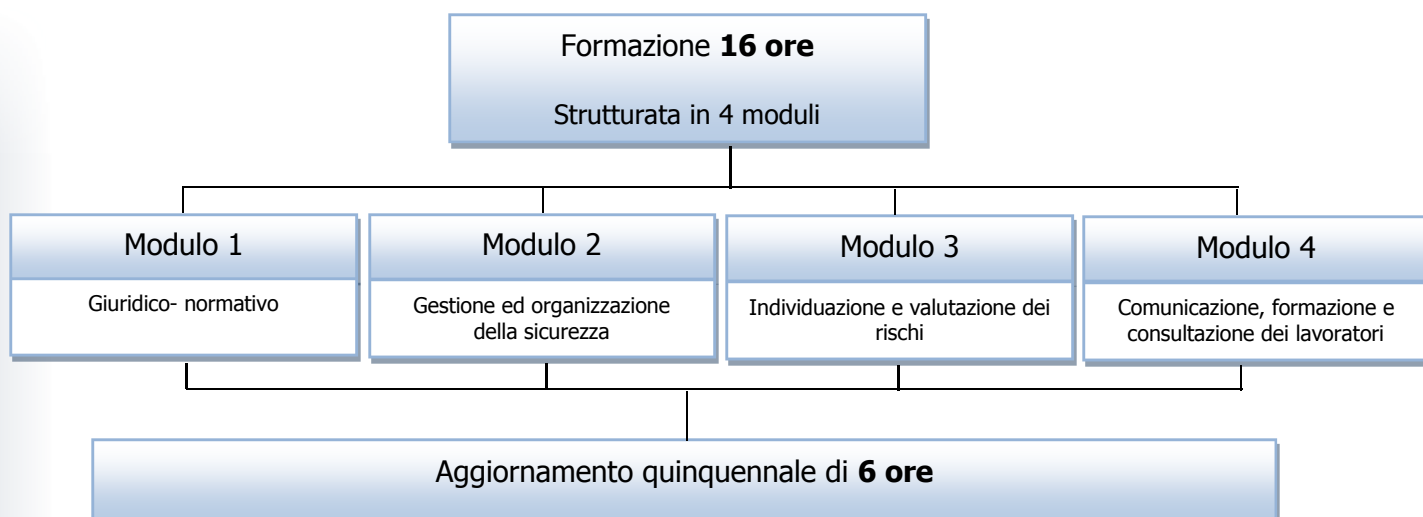 Formazione 16 ore
Strutturata in 4 moduli
Modulo 1
Giuridico- normativo
Modulo 2
Gestione ed organizzazione
della sicurezza
Modulo 3
Individuazione e valutazione dei
rischi
Modulo 4
Comunicazione, formazione e
consultazione dei lavoratori
Aggiornamento quinquennale di 6 ore